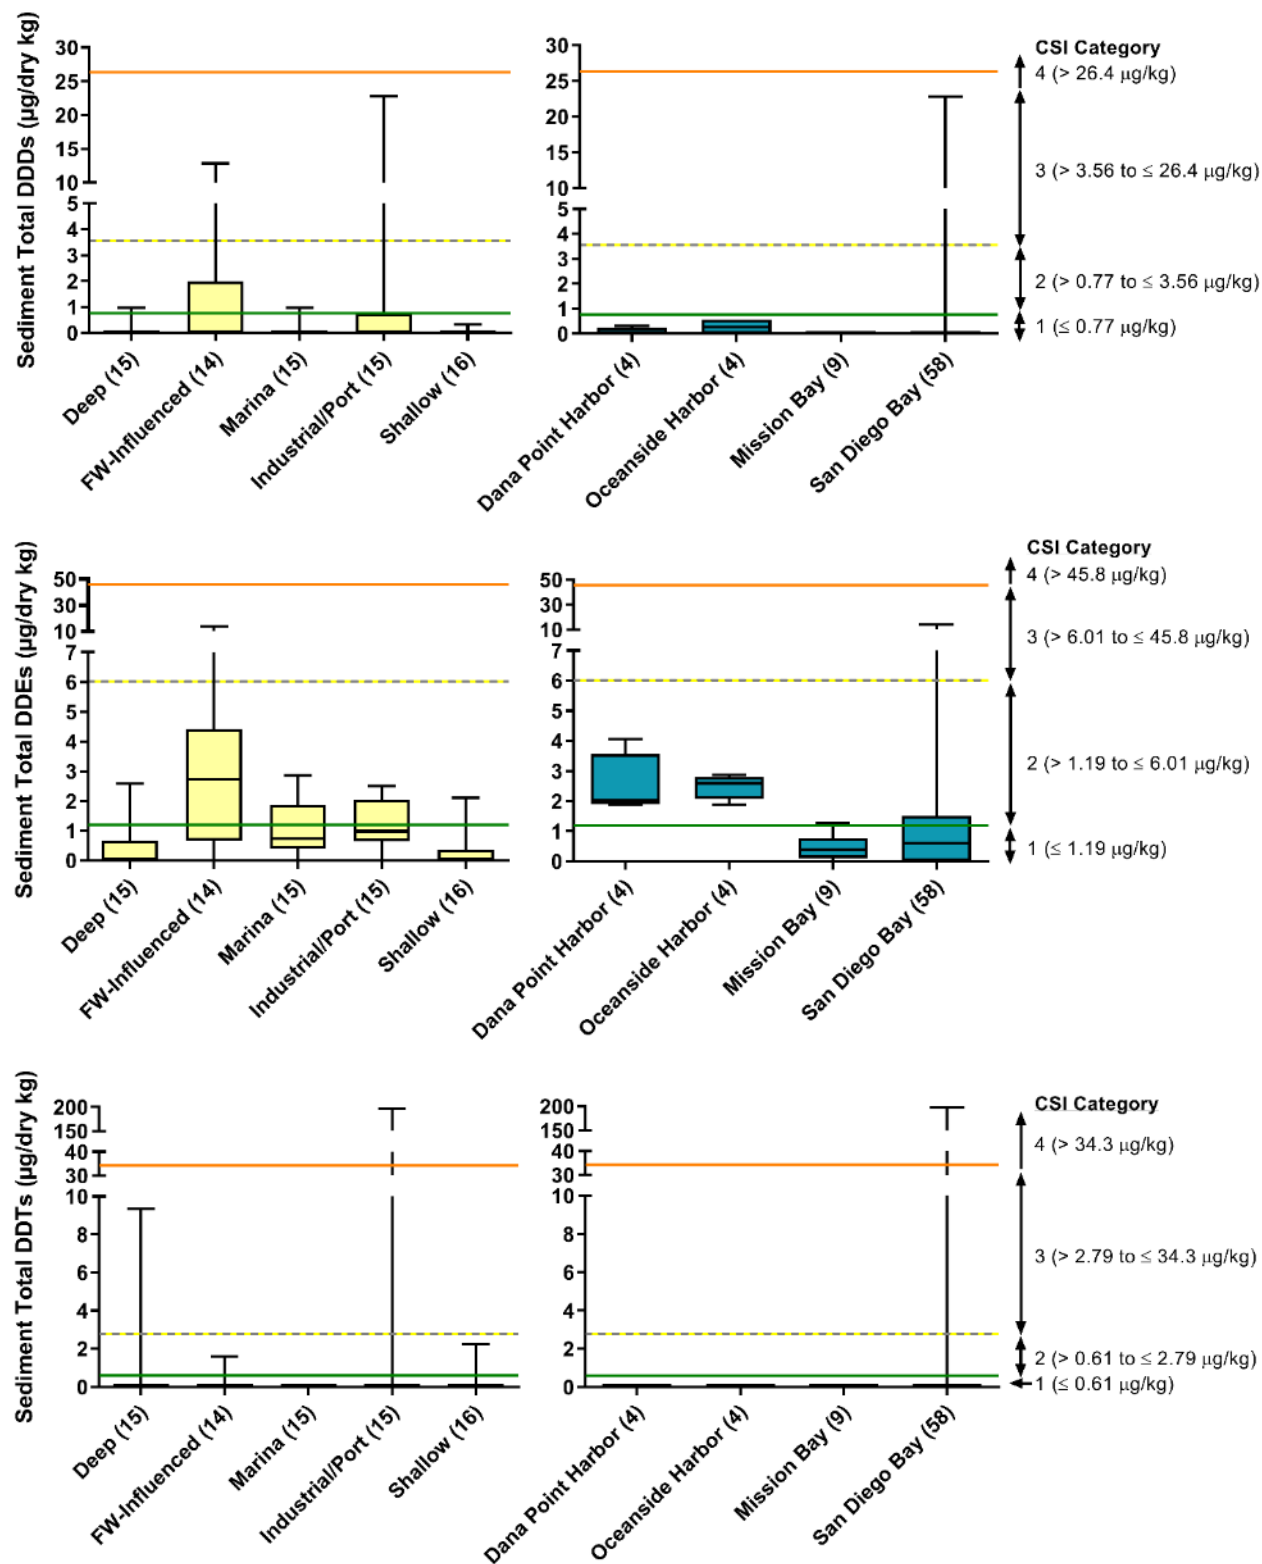 Sediment Total DDDs (µg/dry kg)
30
25
20
15
10
5
4
3
2
1
0
Deep (15)
FW-Influenced (14)
Marina (15)
Industrial/Port (15)
Shallow (16)
30
25
20
15
10
5
4
3
2
1
0
Dana Point Harbor (4)
Oceanside Harbor (4)
Mission Bay (9)
San Diego Bay (58)
CSI Category
4 (> 26.4 µg/kg)
3 (> 3.56 to ≤ 26.4 µg/kg)
2 (> 0.77 to ≤ 3.56 µg/kg)
1 (≤ 0.77 µg/kg)
Sediment Total DDEs (µg/dry kg)
50
30
10
7
6
5
4
3
2
1
0
Deep (15)
FW-Influenced (14)
Marina (15)
Industrial/Port (15)
Shallow (16)
50
30
10
7
6
5
4
3
2
1
0
Dana Point Harbor (4)
Oceanside Harbor (4)
Mission Bay (9)
San Diego Bay (58)
CSI Category
4 (> 45.8 µg/kg)
3 (> 6.01 to ≤ 45.8 µg/kg)
2 (> 1.19 to ≤ 6.01 µg/kg)
1 (≤ 1.19 µg/kg)
Sediment Total DDTs (µg/dry kg)
200
150
40
30
10
8
6
4
2
0
Deep (15)
FW-Influenced (14)
Marina (15)
Industrial/Port (15)
Shallow (16)
200
150
40
30
10
8
6
4
2
0
Dana Point Harbor (4)
Oceanside Harbor (4)
Mission Bay (9)
San Diego Bay (58)
CSI Category
4 (> 34.3 µg/kg)
3 (> 2.79 to ≤ 34.3 µg/kg)
2 (> 0.61 to ≤ 2.79 µg/kg)
1 (≤ 0.61 µg/kg)